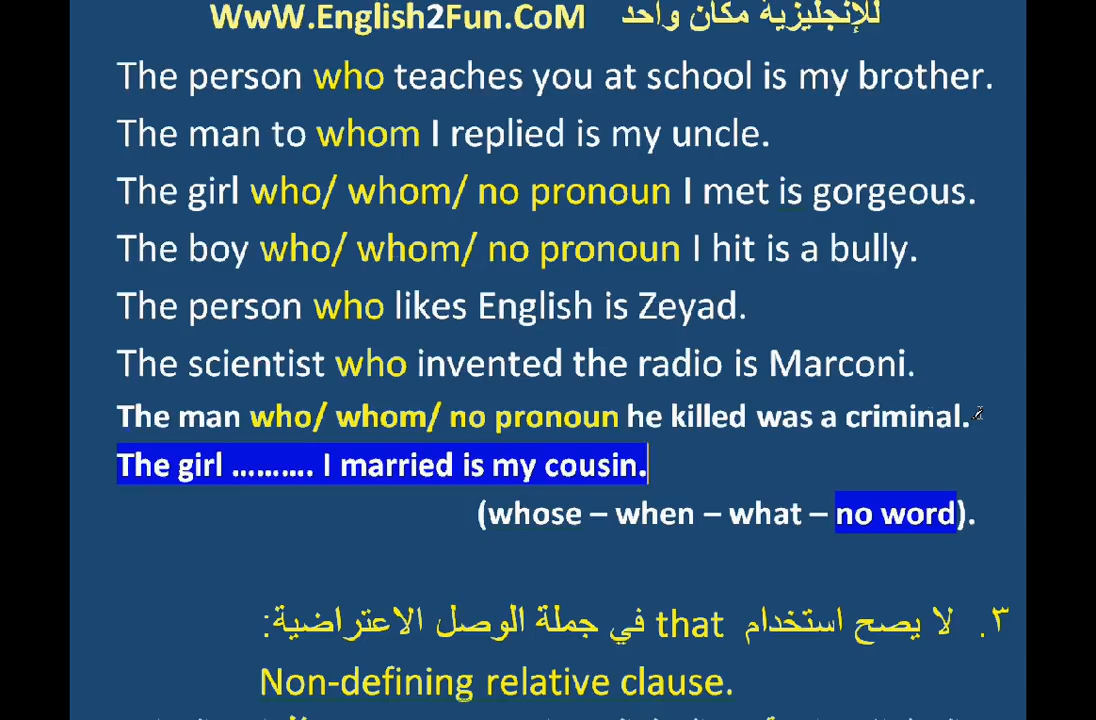 WwW.English2Fun.CoM للإنجليزية مكان واحد
The person who teaches you at school is my brother.
The man to whom I replied is my uncle.
The girl who/ whom/ no pronoun I met is gorgeous.
The boy who/ whom/ no pronoun I hit is a bully.
The person who likes English is Zeyad.
The scientist who invented the radio is Marconi.
The man who/ whom/ no pronoun he killed was a criminal.
The girl .......... I married is my cousin.
(whose – when – what – no word).
٣. لا يصح استخدام that في جملة الوصل الاعتراضية:
Non-defining relative clause.